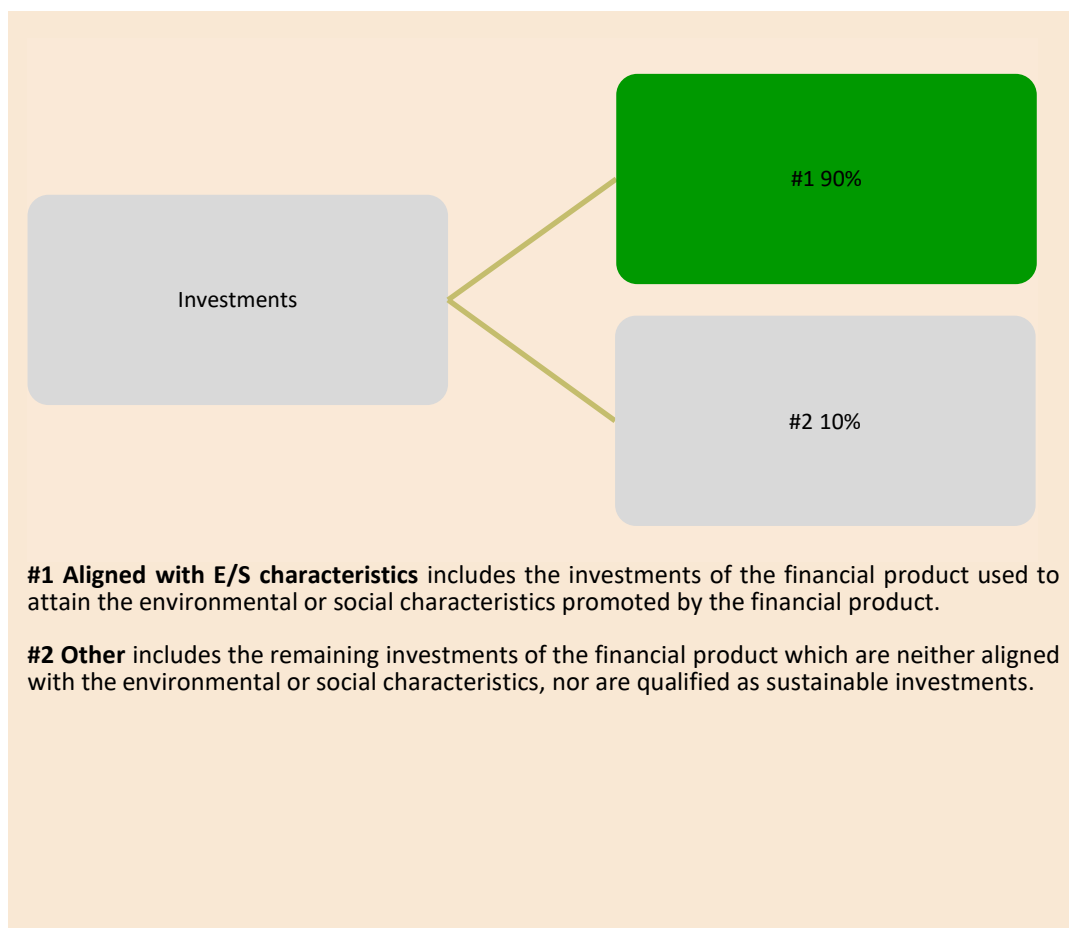 #1 90%
Investments
#2 10%
#1 Aligned with E/S characteristics includes the investments of the financial product used to
attain the environmental or social characteristics promoted by the financial product.
#2 Other includes the remaining investments of the financial product which are neither aligned
with the environmental or social characteristics, nor are qualified as sustainable investments.